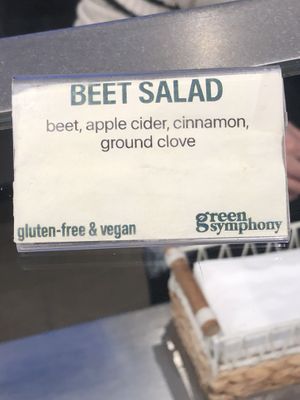 BEET SALAD
beet, apple cider, cinnamon,
ground clove
gluten-free & vegan
green
symphony